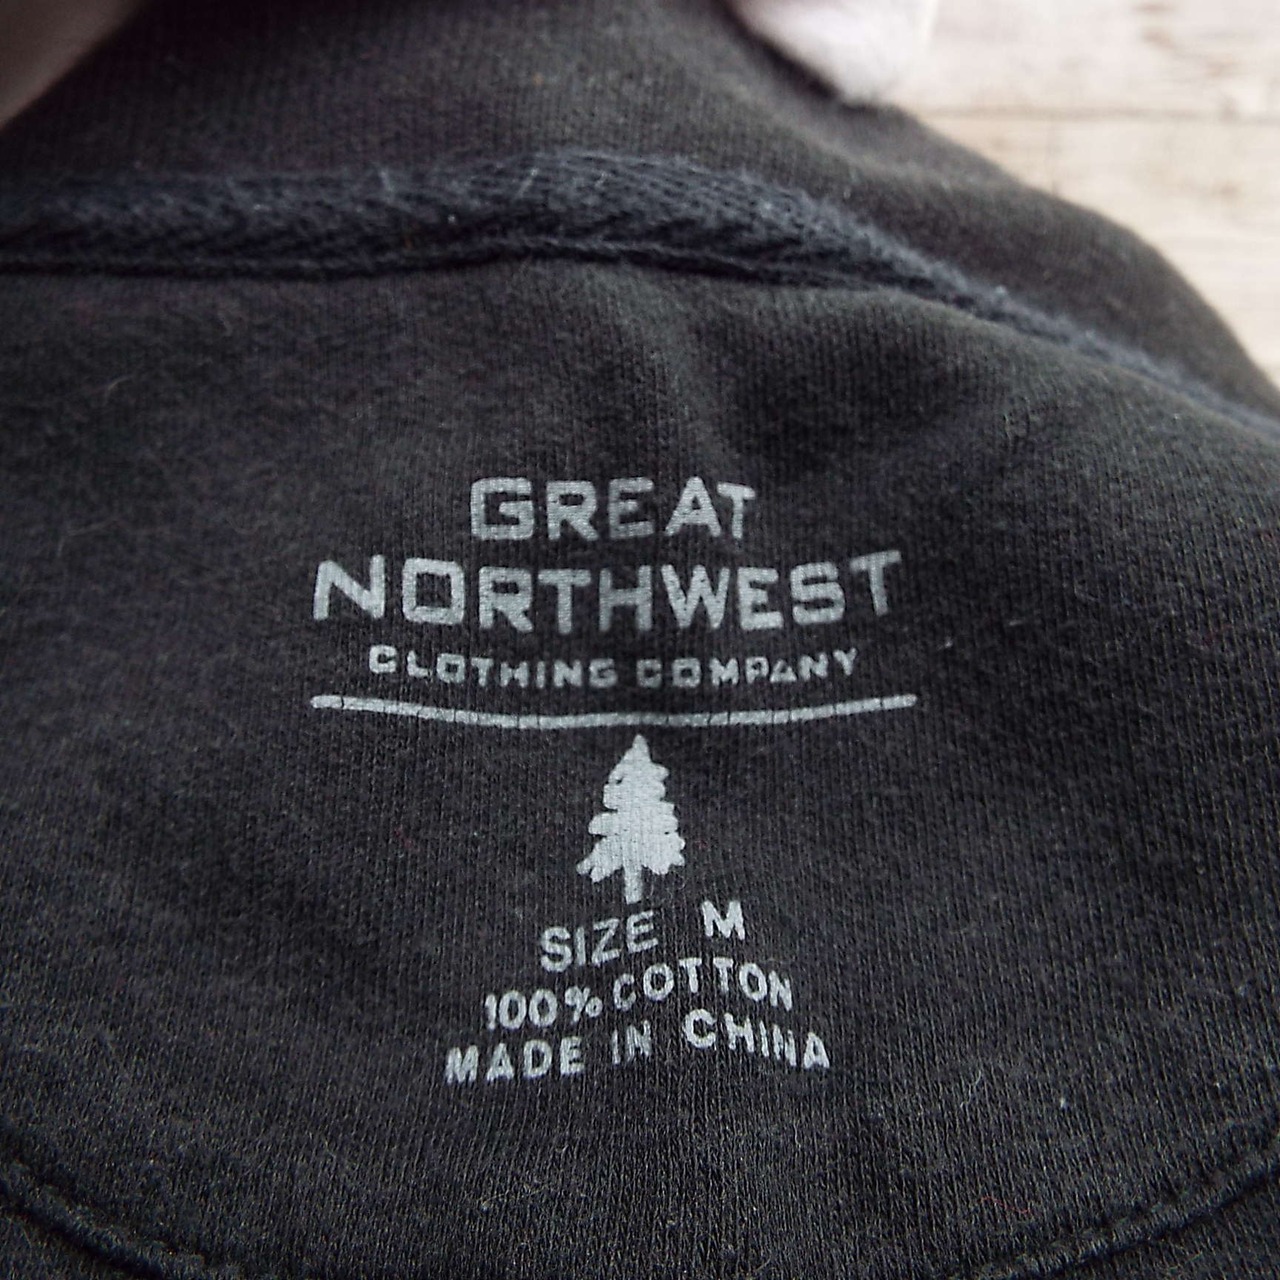 GREAT
NORTHWEST
CLOTHING COMPANY
SIZE M
100% COTTON
MADE IN CHINA